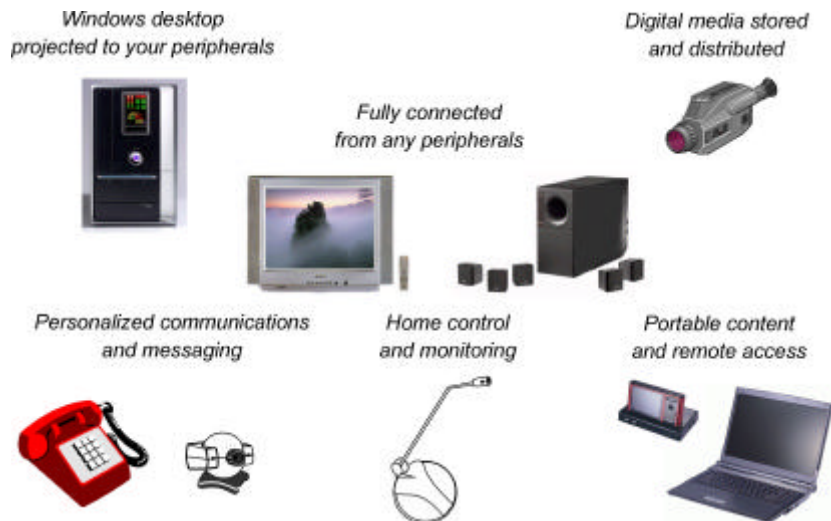 Windows desktop
projected to your peripherals
Digital media stored
and distributed
Fully connected
from any peripherals
Personalized communications
and messaging
Home control
and monitoring
Portable content
and remote access